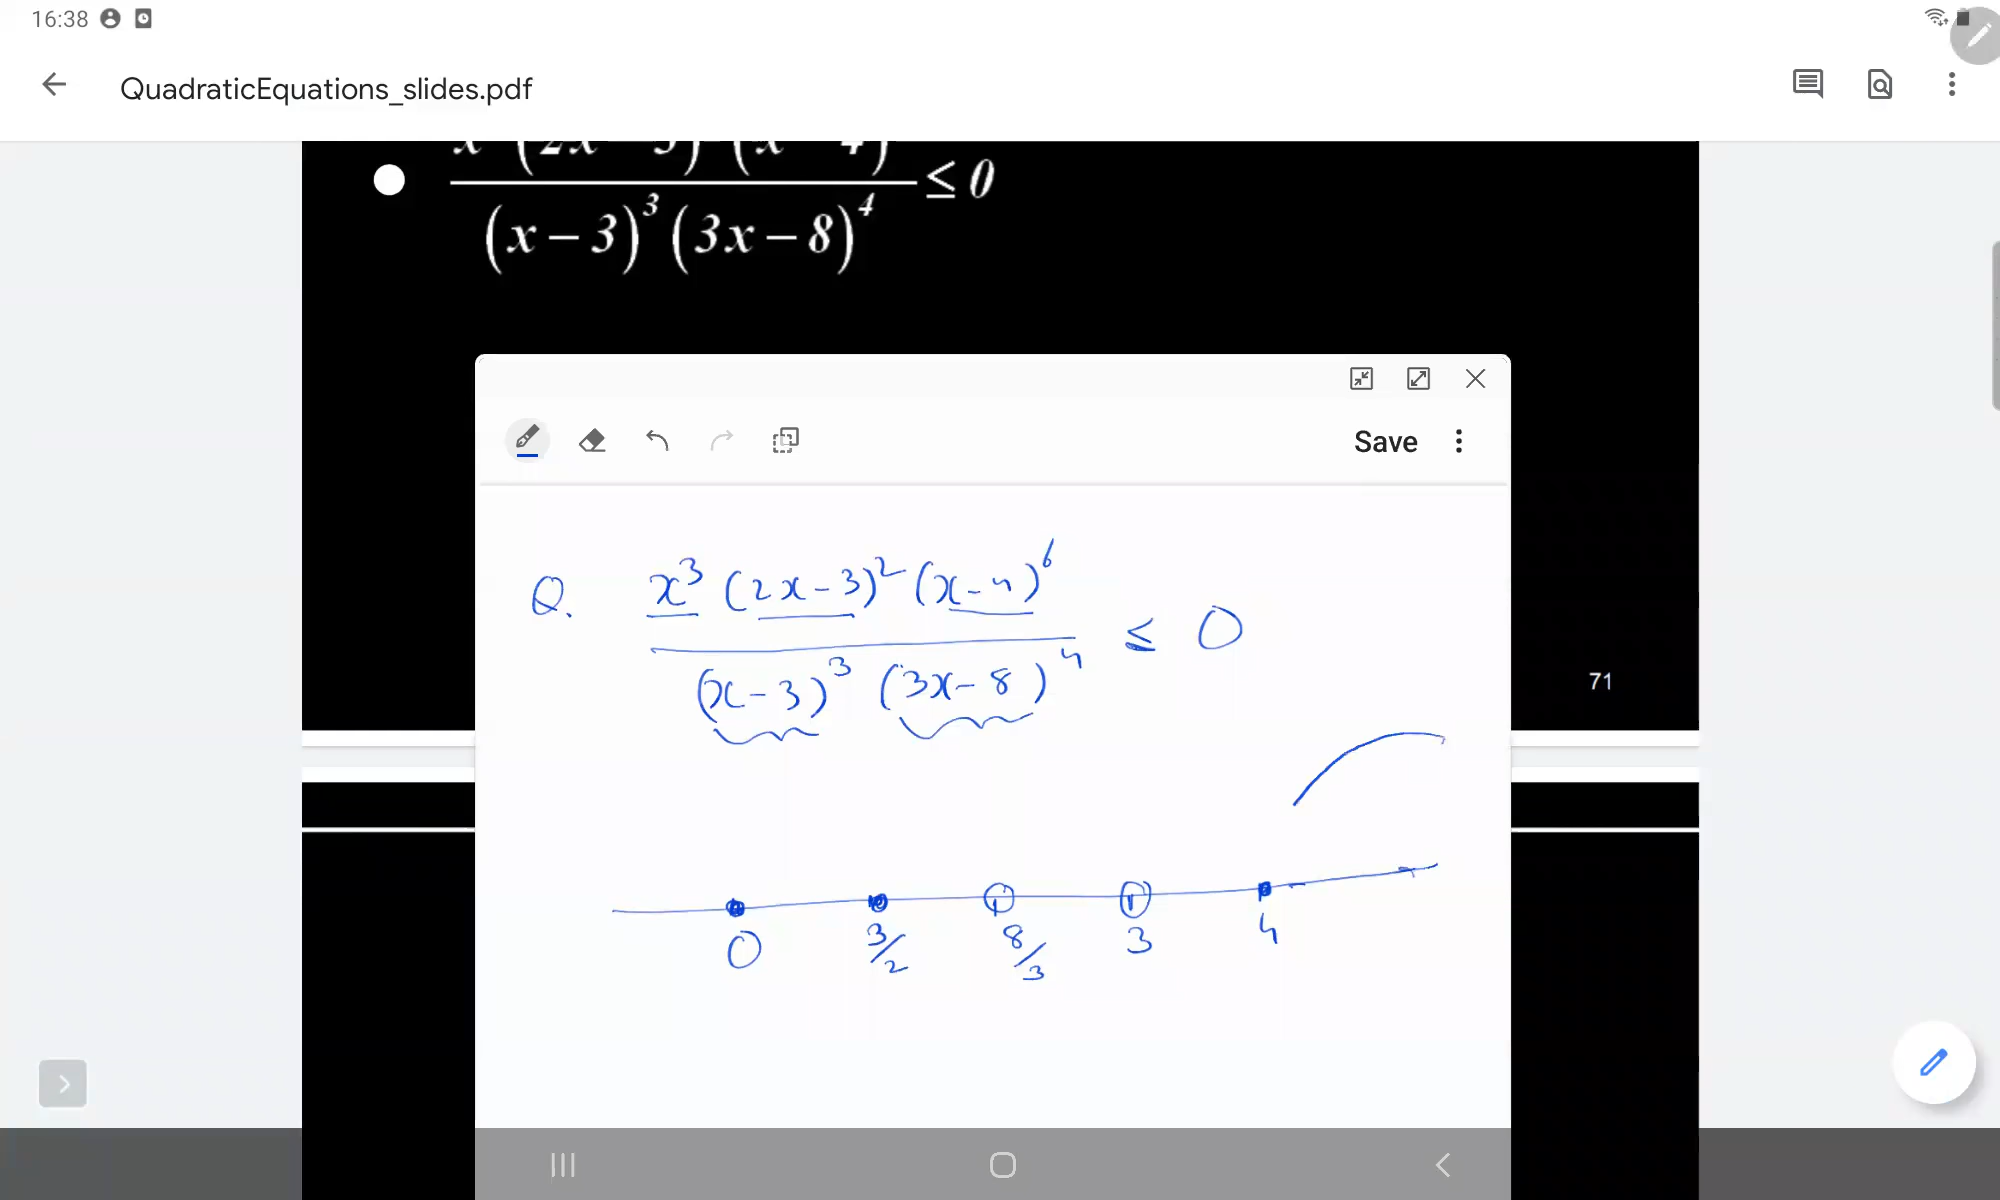 16:38
QuadraticEquations_slides.pdf
(x – 3)³ (3x – 8)⁴ ≤ 0
Save
Q. x³ (2x – 3)² (x – 4)⁶
≤ 0
(x – 3)³ (3x – 8)⁴
71
0 3/2 8/3 3 4